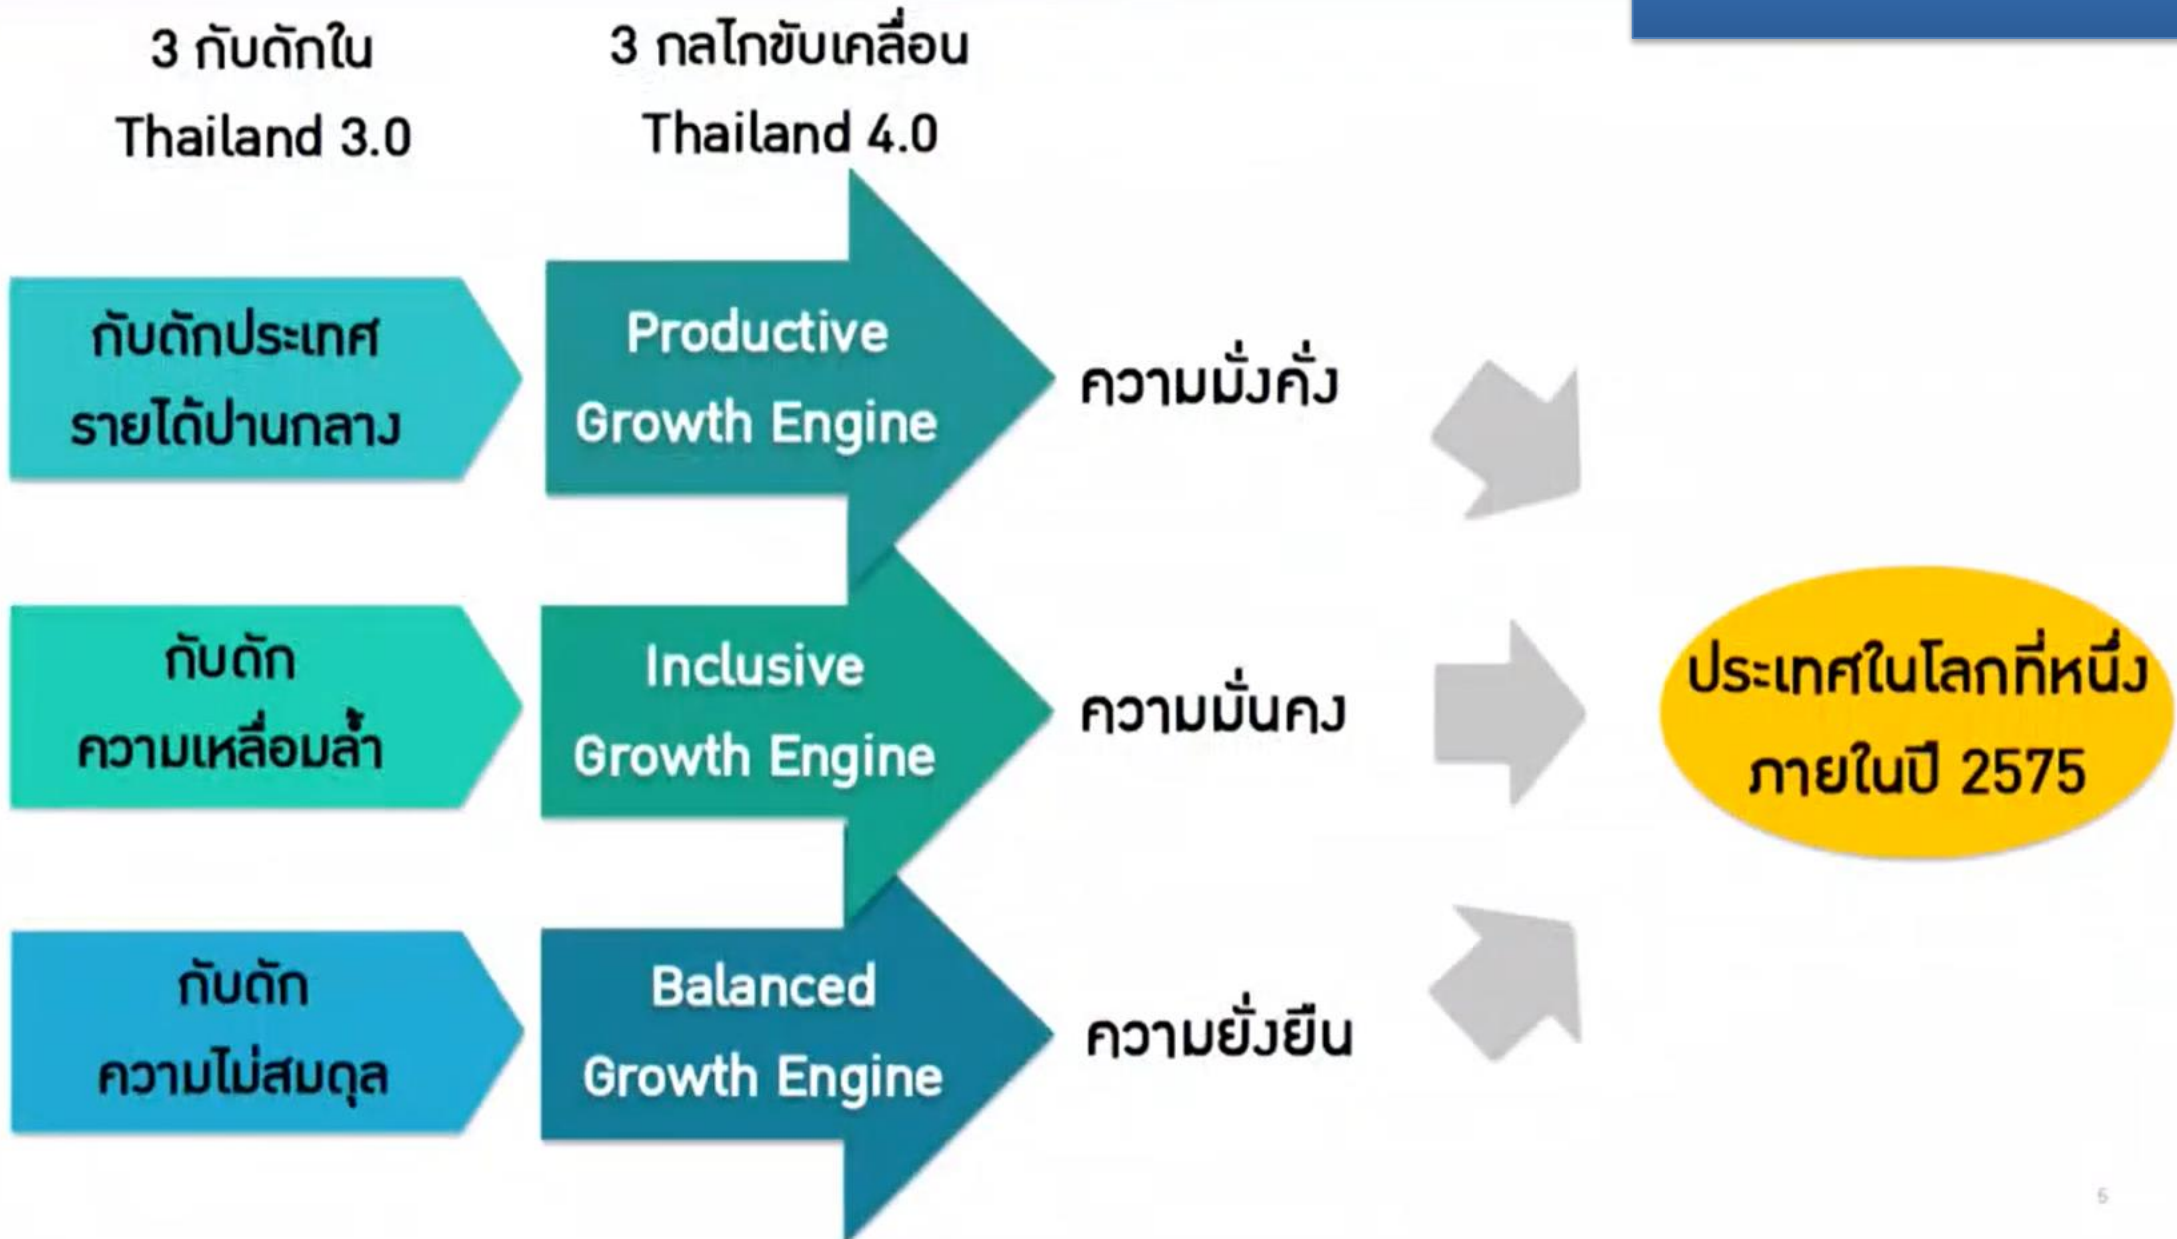 3 กับดักใน
Thailand 3.0
3 กลไกขับเคลื่อน
Thailand 4.0
กับดักประเทศ
รายได้ปานกลาง
Productive
Growth Engine
ความมั่งคั่ง
กับดัก
ความเหลื่อมล้ำ
Inclusive
Growth Engine
ความมั่นคง
ประเทศในโลกที่หนึ่ง
ภายในปี 2575
กับดัก
ความไม่สมดุล
Balanced
Growth Engine
ความยั่งยืน
5